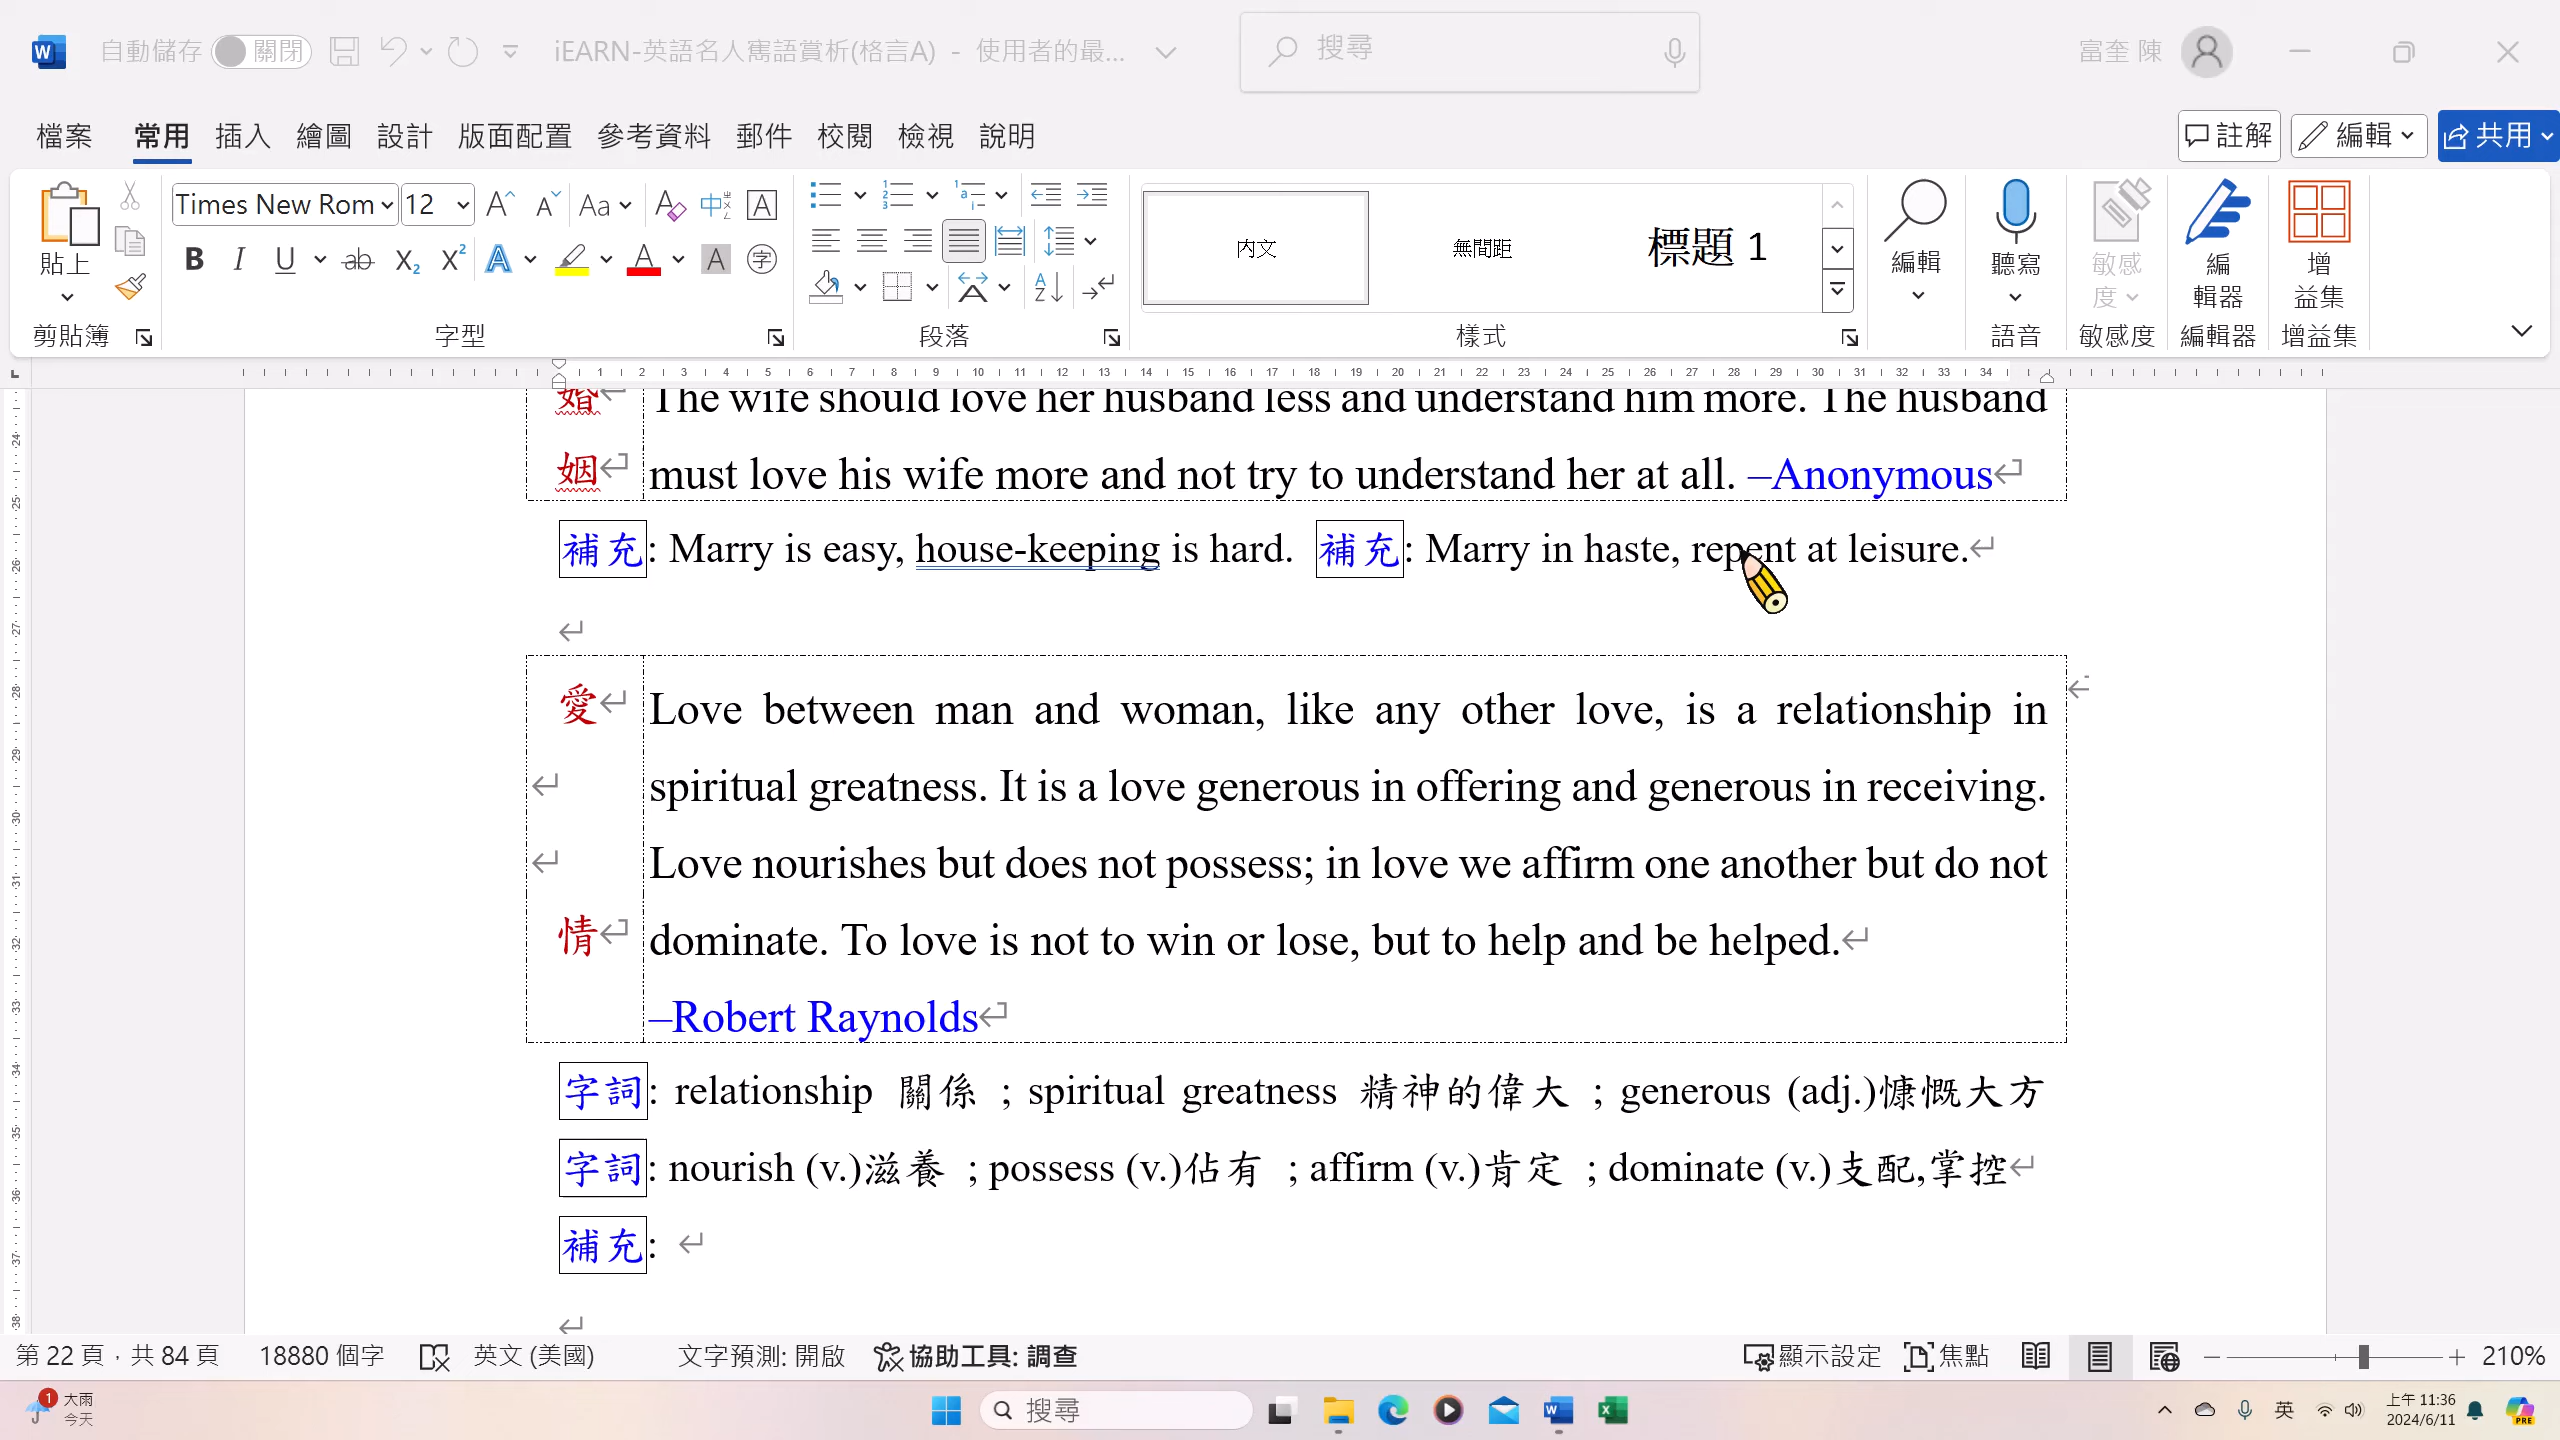 自動儲存 關閉 iEARN-英語名人寓語賞析(格言A) - 使用者的最... 搜尋 富奎 陳
檔案 常用 插入 繪圖 設計 版面配置 參考資料 郵件 校閱 檢視 說明 註解 編輯 共用
貼上 Times New Rom 12 內文 無間距 標題 1 編輯 聽寫 敏感度 編輯器 增益集
剪貼簿 字型 段落 樣式 語音 敏感度 編輯器 增益集
婚 The wife should love her husband less and understand him more. The husband
姻 must love his wife more and not try to understand her at all. –Anonymous
補充: Marry is easy, house-keeping is hard. 補充: Marry in haste, repent at leisure.
愛 Love between man and woman, like any other love, is a relationship in
spiritual greatness. It is a love generous in offering and generous in receiving.
Love nourishes but does not possess; in love we affirm one another but do not
情 dominate. To love is not to win or lose, but to help and be helped.
–Robert Raynolds
字詞: relationship 關係 ; spiritual greatness 精神的偉大 ; generous (adj.)慷慨大方
字詞: nourish (v.)滋養 ; possess (v.)佔有 ; affirm (v.)肯定 ; dominate (v.)支配,掌控
補充:
第 22 頁，共 84 頁 18880 個字 英文 (美國) 文字預測: 開啟 協助工具: 調查 顯示設定 焦點 210%
1 大雨 搜尋 英 上午 11:36
今天 2024/6/11